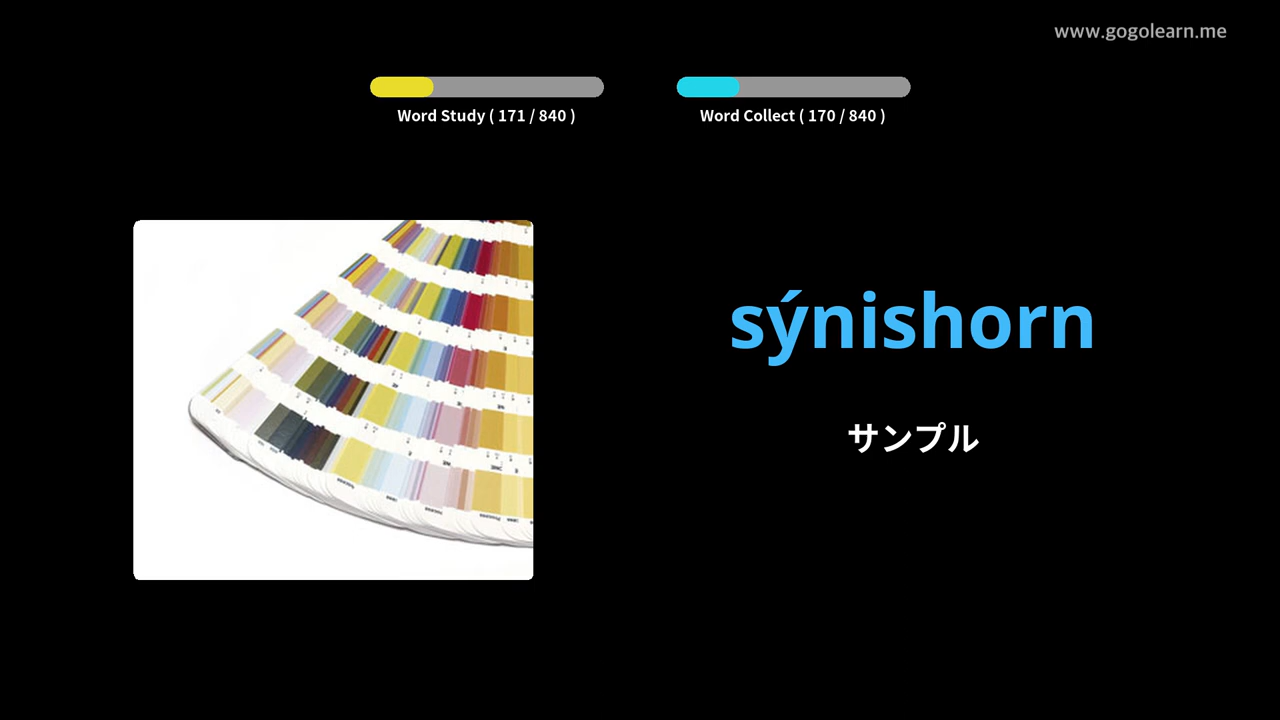 www.gogolearn.me
Word Study ( 171 / 840 )
Word Collect ( 170 / 840 )
sýnishorn
サンプル